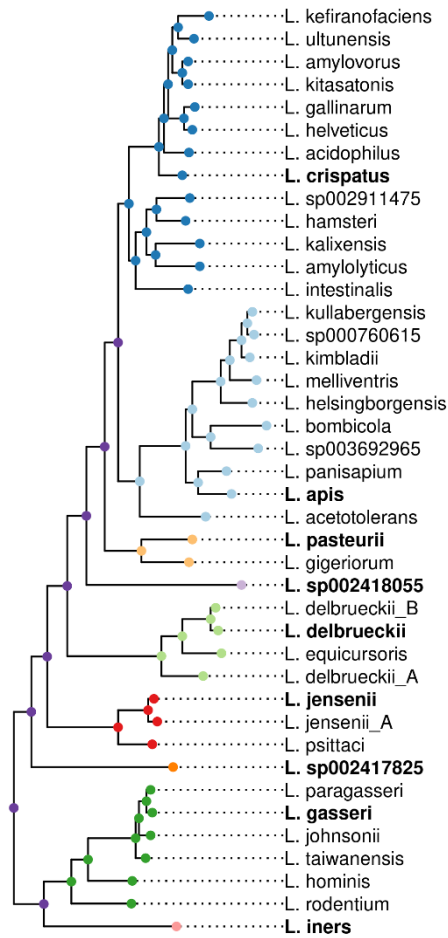 L. kefiranofaciens
L. ultunensis
L. amylovorus
L. kitasatonis
L. gallinarum
L. helveticus
L. acidophilus
L. crispatus
L. sp002911475
L. hamsteri
L. kalixensis
L. amylolyticus
L. intestinalis
L. kullabergensis
L. sp000760615
L. kimbladii
L. melliventris
L. helsingborgensis
L. bombicola
L. sp003692965
L. panisapium
L. apis
L. acetotolerans
L. pasteurii
L. gigeriorum
L. sp002418055
L. delbrueckii_B
L. delbrueckii
L. equicursoris
L. delbrueckii_A
L. jensenii
L. jensenii_A
L. psittaci
L. sp002417825
L. paragasseri
L. gasseri
L. johnsonii
L. taiwanensis
L. hominis
L. rodentium
L. iners